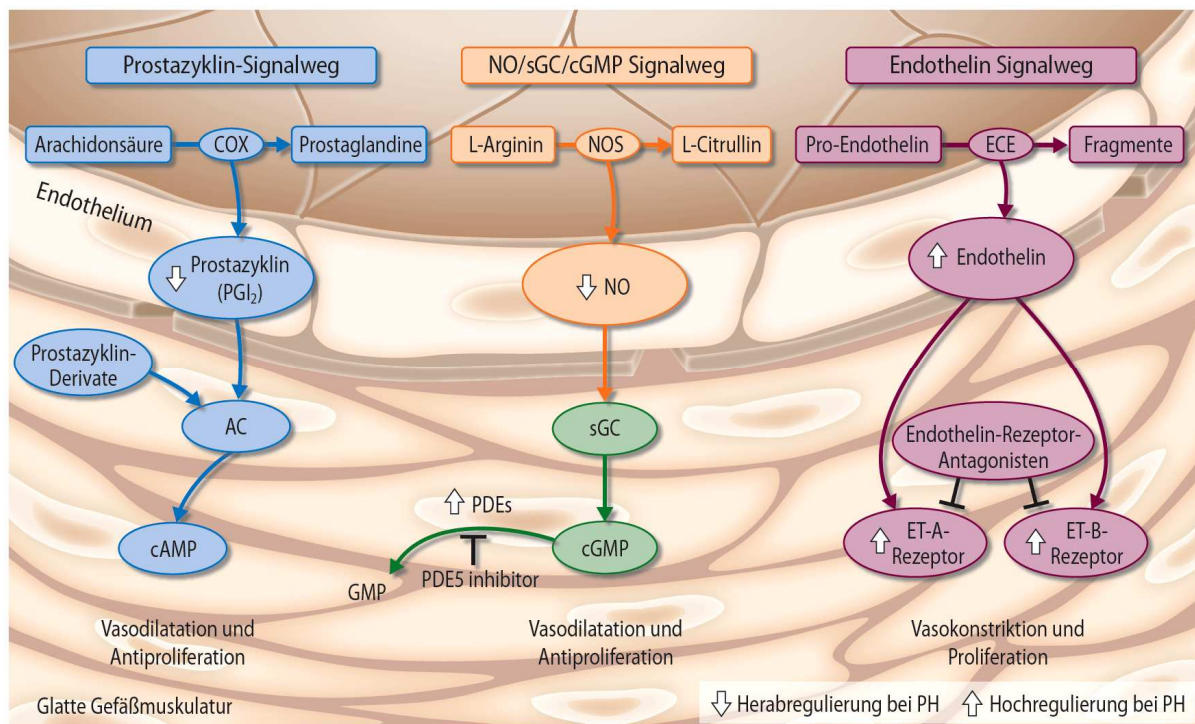 Prostazyklin-Signalweg
NO/sGC/cGMP Signalweg
Endothelin Signalweg
Arachidonsäure
COX
Prostaglandine
L-Arginin
NOS
L-Citrullin
Pro-Endothelin
ECE
Fragmente
Endothelium
Prostazyklin
(PGI₂)
NO
Endothelin
Prostazyklin-
Derivate
AC
sGC
Endothelin-Rezeptor-
Antagonisten
PDEs
cAMP
cGMP
ET-A-
Rezeptor
ET-B-
Rezeptor
GMP
PDE5 inhibitor
Vasodilatation und
Antiproliferation
Vasodilatation und
Antiproliferation
Vasokonstriktion und
Proliferation
Glatte Gefäßmuskulatur
Herabregulierung bei PH
Hochregulierung bei PH